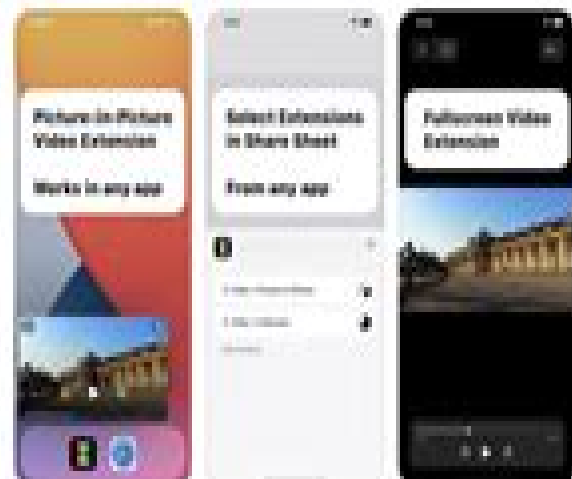 Picture in Picture
Video Extension
Works in any app
Select Extensions
in Share Sheet
From any app
Fullscreen Video
Extension